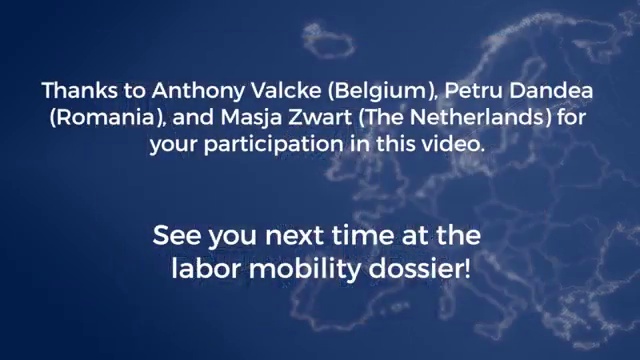 Thanks to Anthony Valcke (Belgium), Petru Dandea
(Romania), and Masja Zwart (The Netherlands) for
your participation in this video.
See you next time at the
labor mobility dossier!